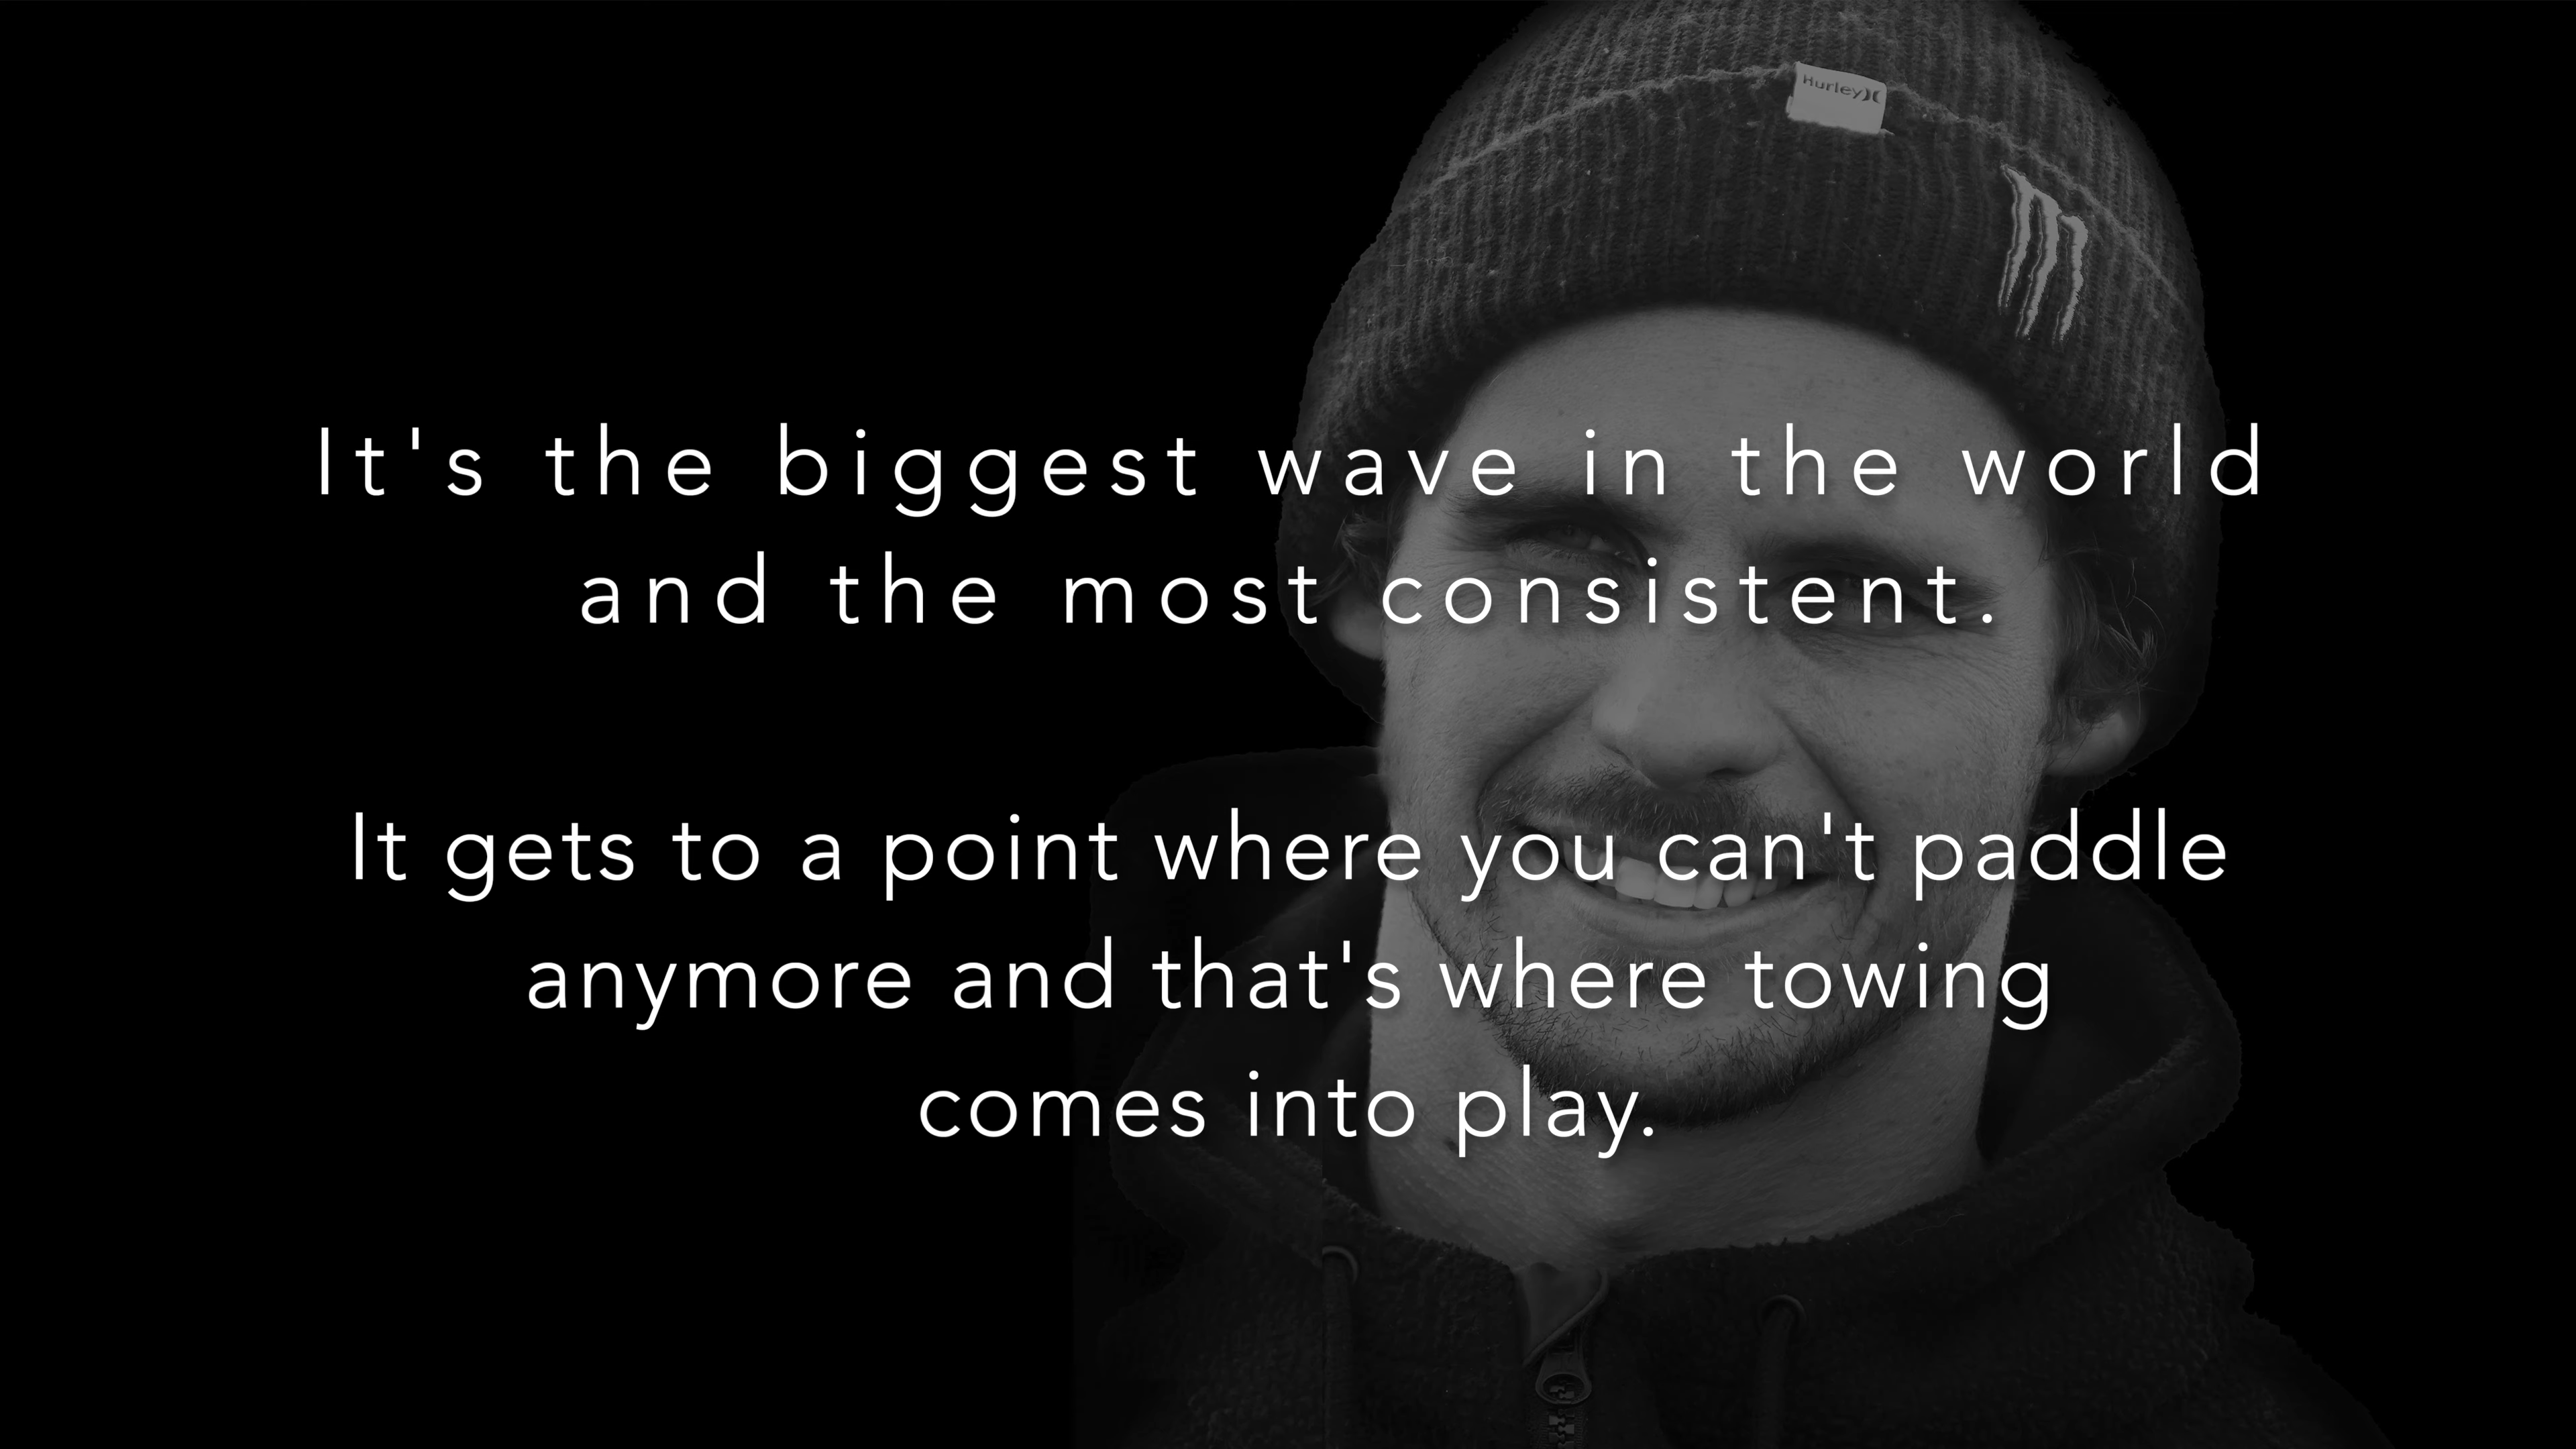 Hurley
It's the biggest wave in the world
and the most consistent.
It gets to a point where you can't paddle
anymore and that's where towing
comes into play.